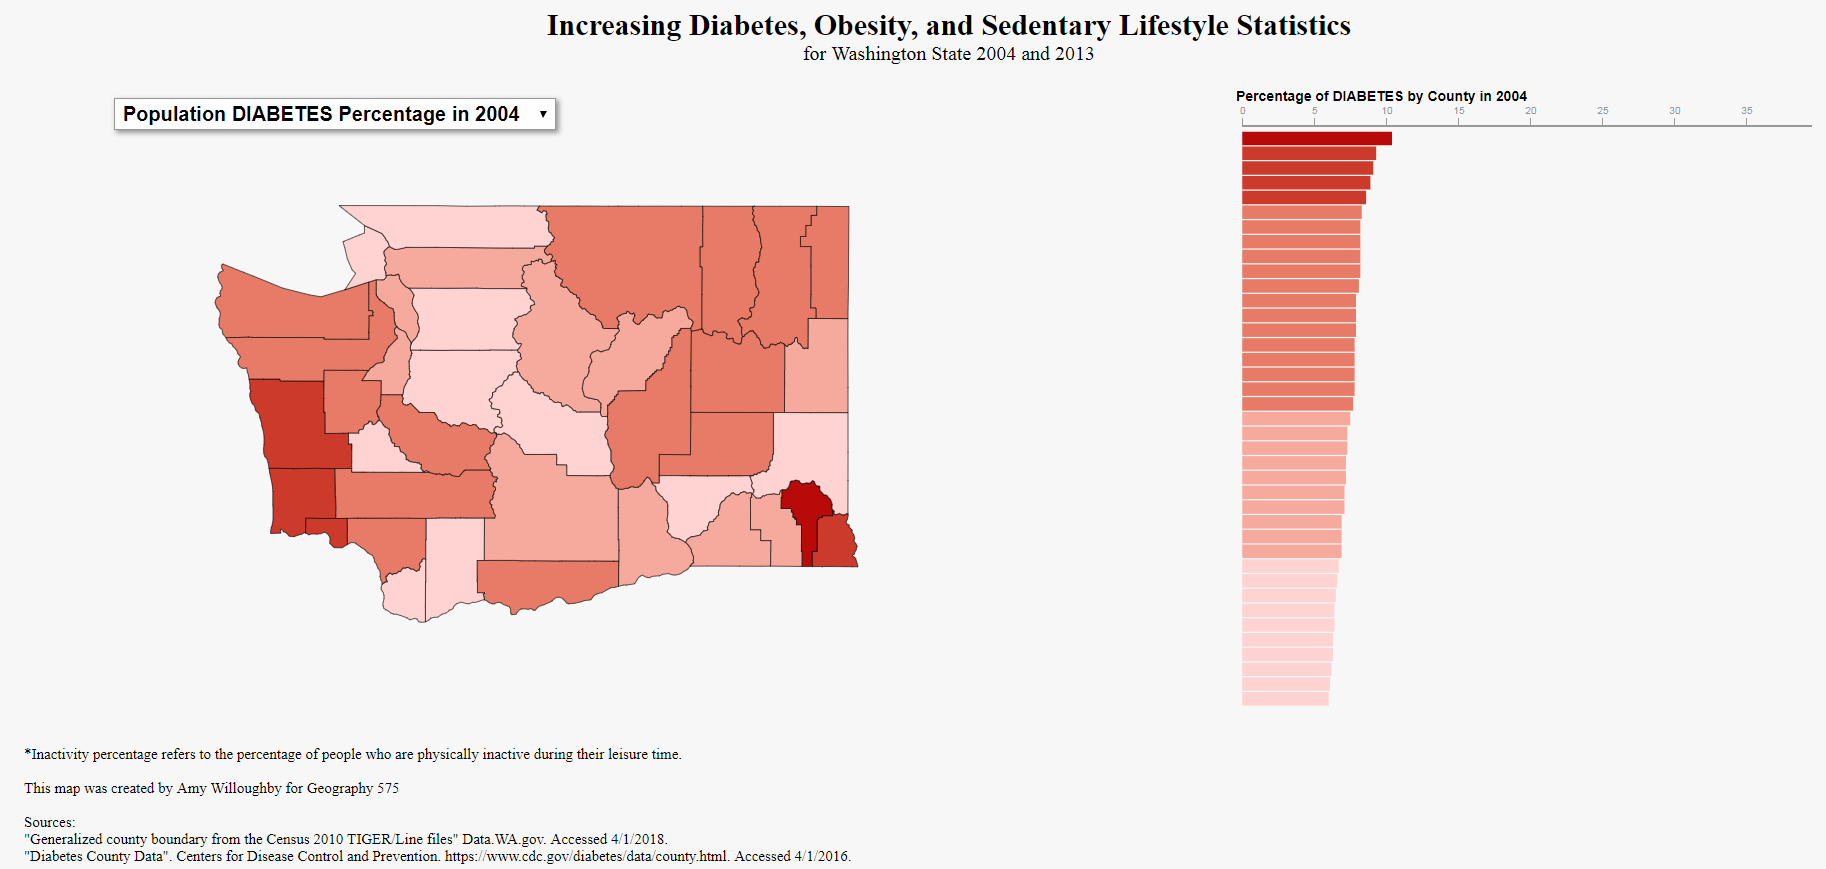 Increasing Diabetes, Obesity, and Sedentary Lifestyle Statistics
for Washington State 2004 and 2013
Population DIABETES Percentage in 2004
Percentage of DIABETES by County in 2004
0 5 10 15 20 25 30 35
*Inactivity percentage refers to the percentage of people who are physically inactive during their leisure time.
This map was created by Amy Willoughby for Geography 575
Sources:
"Generalized county boundary from the Census 2010 TIGER/Line files" Data.WA.gov. Accessed 4/1/2018.
"Diabetes County Data". Centers for Disease Control and Prevention. https://www.cdc.gov/diabetes/data/county.html. Accessed 4/1/2016.